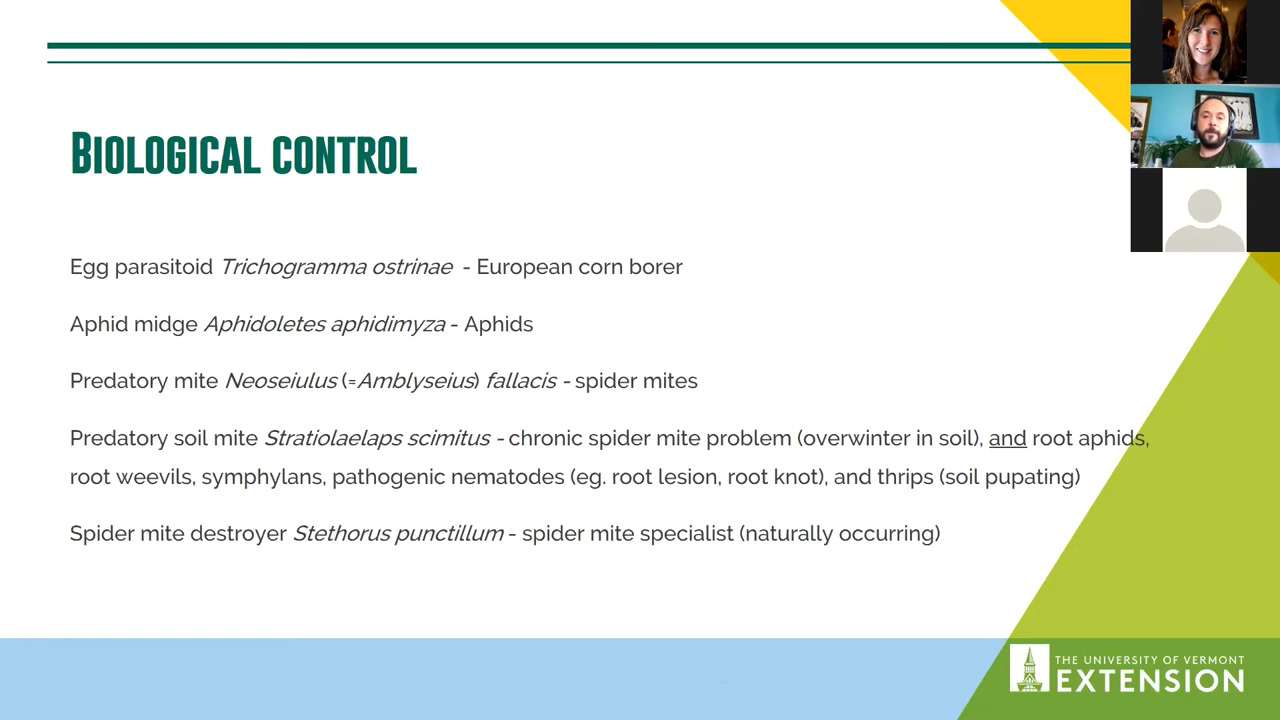 Biological control
Egg parasitoid Trichogramma ostrinae - European corn borer
Aphid midge Aphidoletes aphidimyza - Aphids
Predatory mite Neoseiulus (=Amblyseius) fallacis - spider mites
Predatory soil mite Stratiolaelaps scimitus - chronic spider mite problem (overwinter in soil), and root aphids,
root weevils, symphylans, pathogenic nematodes (eg. root lesion, root knot), and thrips (soil pupating)
Spider mite destroyer Stethorus punctillum - spider mite specialist (naturally occurring)
THE UNIVERSITY OF VERMONT
EXTENSION